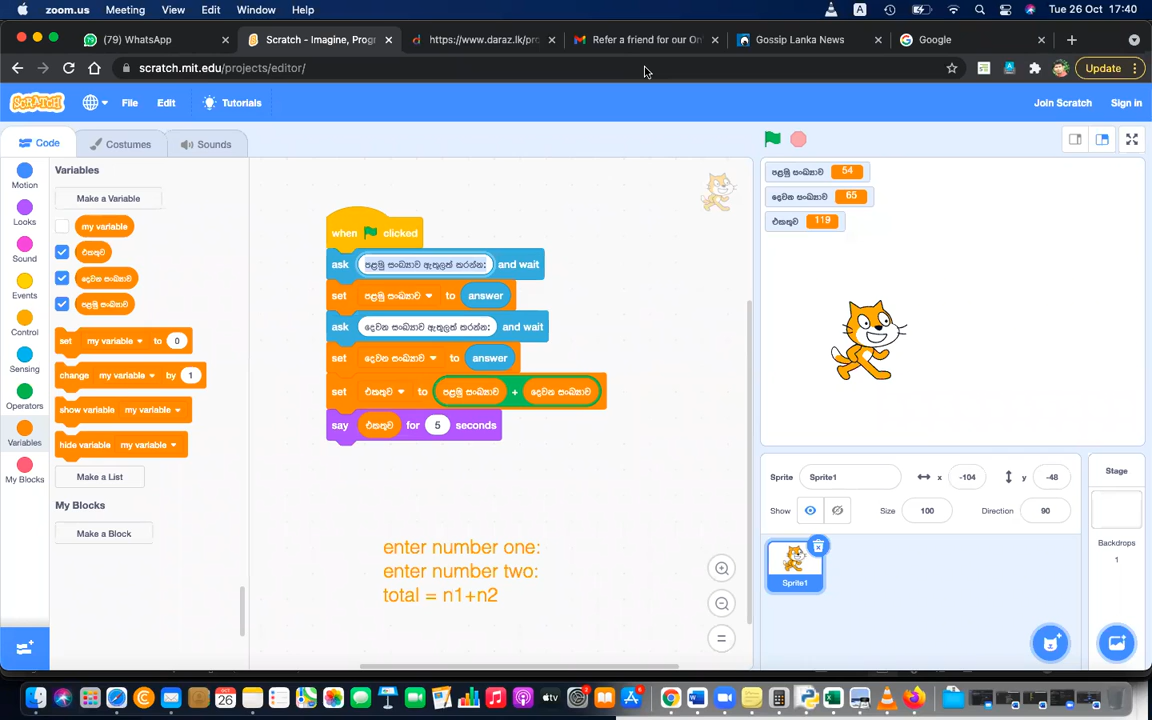 zoom.us Meeting View Edit Window Help A Tue 26 Oct 17:40
(79) WhatsApp Scratch - Imagine, Progr https://www.daraz.lk/pro Refer a friend for our On Gossip Lanka News Google
scratch.mit.edu/projects/editor/ Update
SCRATCH File Edit Tutorials Join Scratch Sign in
Code Costumes Sounds
Motion
Looks
Sound
Events
Control
Sensing
Operators
Variables
My Blocks
Variables
Make a Variable
my variable
එකතුව
දෙවන සංඛ්‍යාව
පළමු සංඛ්‍යාව
set my variable to 0
change my variable by 1
show variable my variable
hide variable my variable
Make a List
My Blocks
Make a Block
when clicked
ask පළමු සංඛ්‍යාව ඇතුලත් කරන්න: and wait
set පළමු සංඛ්‍යාව to answer
ask දෙවන සංඛ්‍යාව ඇතුලත් කරන්න: and wait
set දෙවන සංඛ්‍යාව to answer
set එකතුව to පළමු සංඛ්‍යාව + දෙවන සංඛ්‍යාව
say එකතුව for 5 seconds
enter number one:
enter number two:
total = n1+n2
පළමු සංඛ්‍යාව 54
දෙවන සංඛ්‍යාව 65
එකතුව 119
Sprite Sprite1 x -104 y -48
Show Size 100 Direction 90
Sprite1
Stage
Backdrops
1
OCT
26
tv